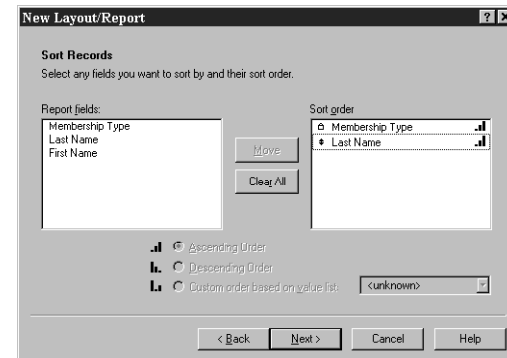 New Layout/Report
Sort Records
Select any fields you want to sort by and their sort order.
Report fields:
Membership Type
Last Name
First Name
Move
Clear All
Sort order
Membership Type
Last Name
Ascending Order
Descending Order
Custom order based on value list:
<unknown>
< Back
Next >
Cancel
Help